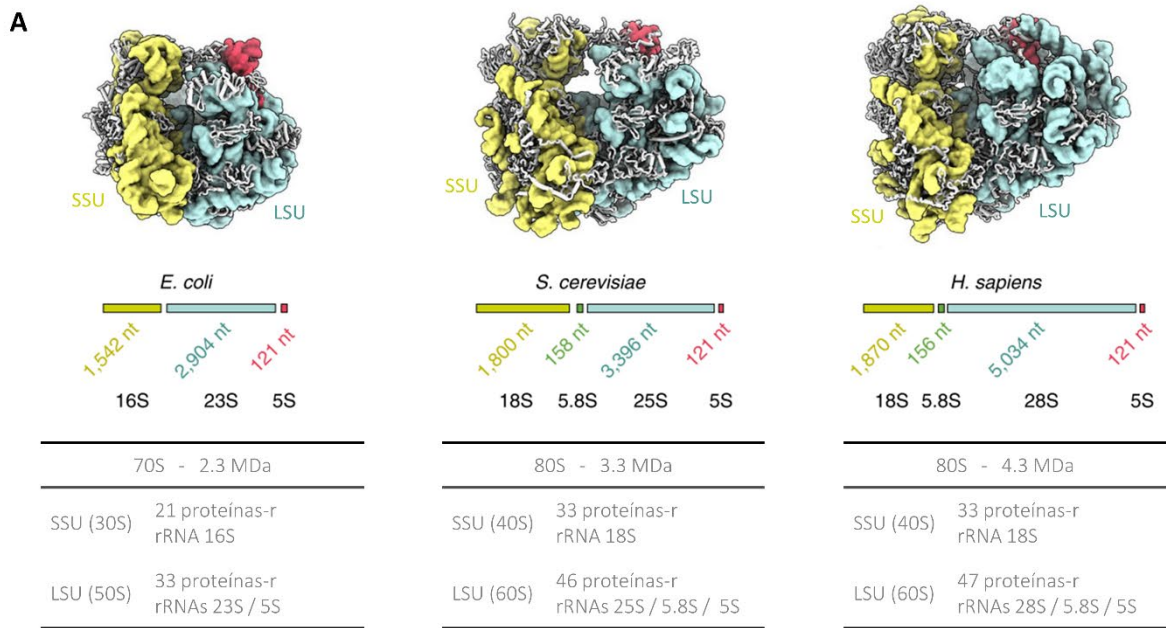 A
SSU
LSU
SSU
LSU
SSU
LSU
E. coli
S. cerevisiae
H. sapiens
1,542 nt
2,904 nt
121 nt
1,800 nt
158 nt
3,396 nt
121 nt
1,870 nt
156 nt
5,034 nt
121 nt
16S 23S 5S
18S 5.8S 25S 5S
18S 5.8S 28S 5S
70S - 2.3 MDa
SSU (30S)
21 proteínas-r
rRNA 16S
LSU (50S)
33 proteínas-r
rRNAs 23S / 5S
80S - 3.3 MDa
SSU (40S)
33 proteínas-r
rRNA 18S
LSU (60S)
46 proteínas-r
rRNAs 25S / 5.8S / 5S
80S - 4.3 MDa
SSU (40S)
33 proteínas-r
rRNA 18S
LSU (60S)
47 proteínas-r
rRNAs 28S / 5.8S / 5S